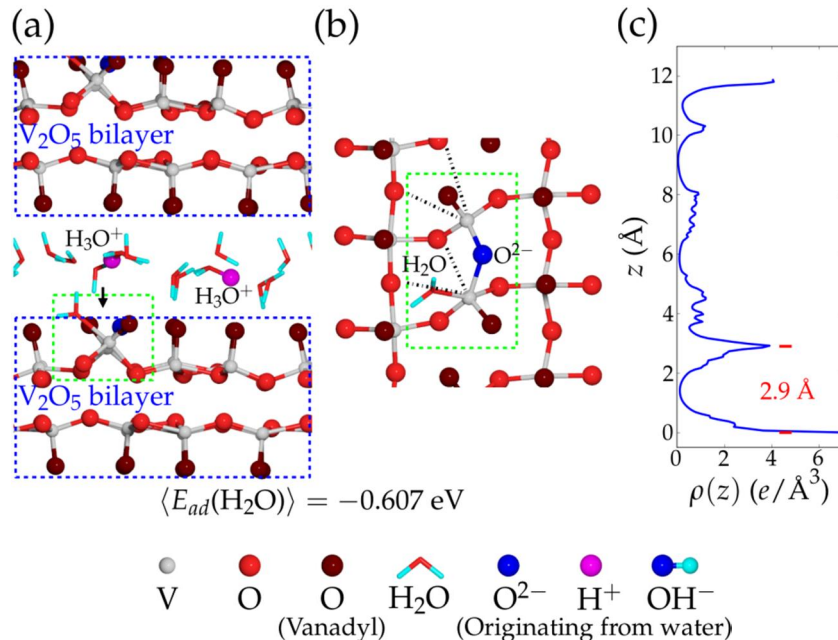 (a)
V₂O₅ bilayer
H₃O⁺
H₃O⁺
V₂O₅ bilayer
(b)
H₂O
O²⁻
(c)
12
10
8
6
4
2
0
z (Å)
2.9 Å
0 2 4 6
ρ(z) (e/Å³)
⟨E_ad(H₂O)⟩ = −0.607 eV
V O O H₂O O²⁻ H⁺ OH⁻
(Vanadyl) (Originating from water)